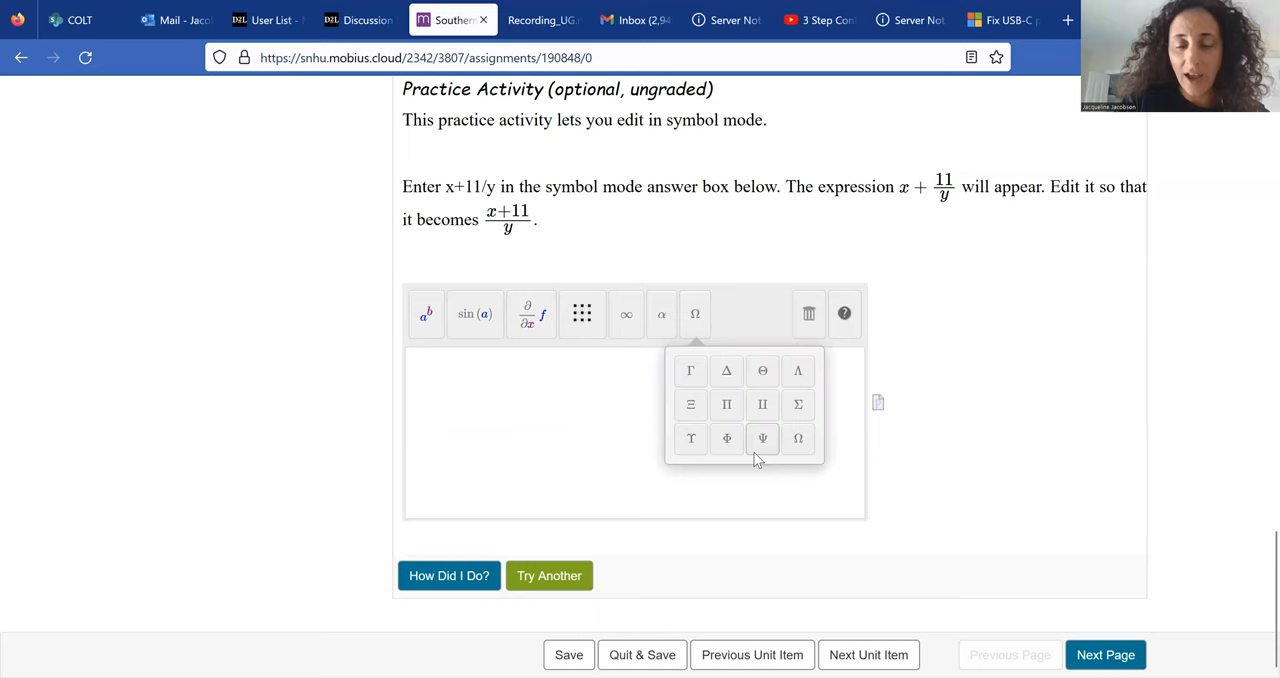 COLT
Mail - Jaco
User List -
Discussion
Southern
Recording_UG.
Inbox (2,94
Server Not
3 Step Con
Server Not
Fix USB-C p
https://snhu.mobius.cloud/2342/3807/assignments/190848/0
Jacqueline Jacobson
Practice Activity (optional, ungraded)
This practice activity lets you edit in symbol mode.
Enter x+11/y in the symbol mode answer box below. The expression x + 11/y will appear. Edit it so that
it becomes (x+11)/y.
a^b sin (a) ∂/∂x f ∞ α Ω ?
Γ Δ Θ Λ
Ξ Π Π Σ
ϒ Φ Ψ Ω
How Did I Do? Try Another
Save Quit & Save Previous Unit Item Next Unit Item Previous Page Next Page